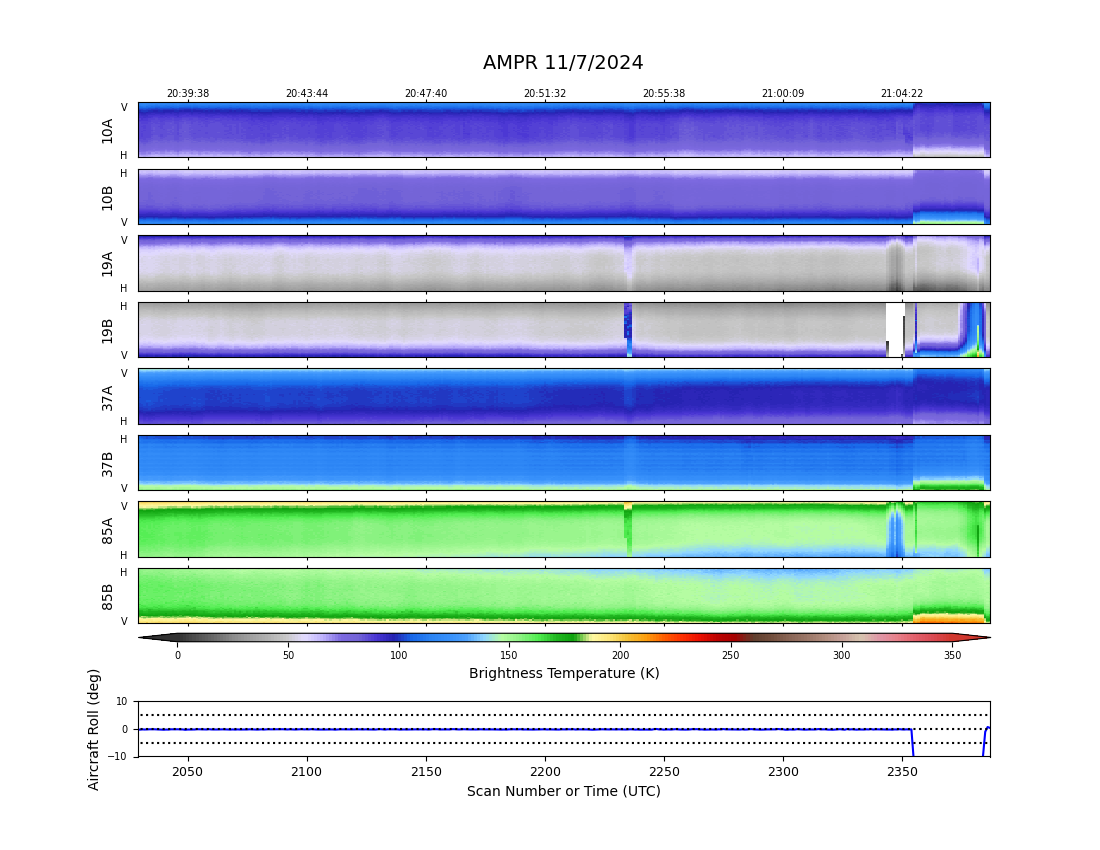 AMPR 11/7/2024
20:39:38 20:43:44 20:47:40 20:51:32 20:55:38 21:00:09 21:04:22
V
10A
H
H
10B
V
V
19A
H
H
19B
V
V
37A
H
H
37B
V
V
85A
H
H
85B
V
0 50 100 150 200 250 300 350
Brightness Temperature (K)
Aircraft Roll (deg)
10
0
−10
2050 2100 2150 2200 2250 2300 2350
Scan Number or Time (UTC)